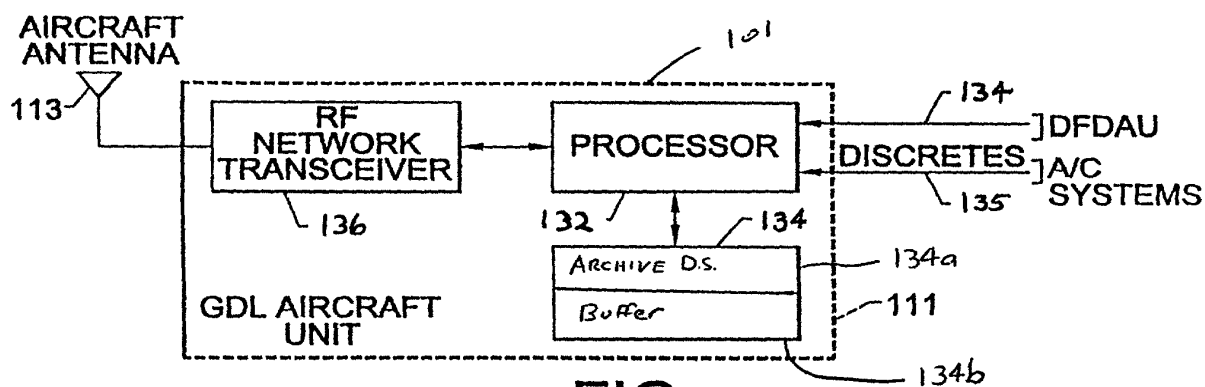 AIRCRAFT
ANTENNA
113
101
RF
NETWORK
TRANSCEIVER
136
PROCESSOR
132
134
DFDAU
DISCRETES
135
A/C
SYSTEMS
134
ARCHIVE D.S.
134a
Buffer
134b
111
GDL AIRCRAFT
UNIT